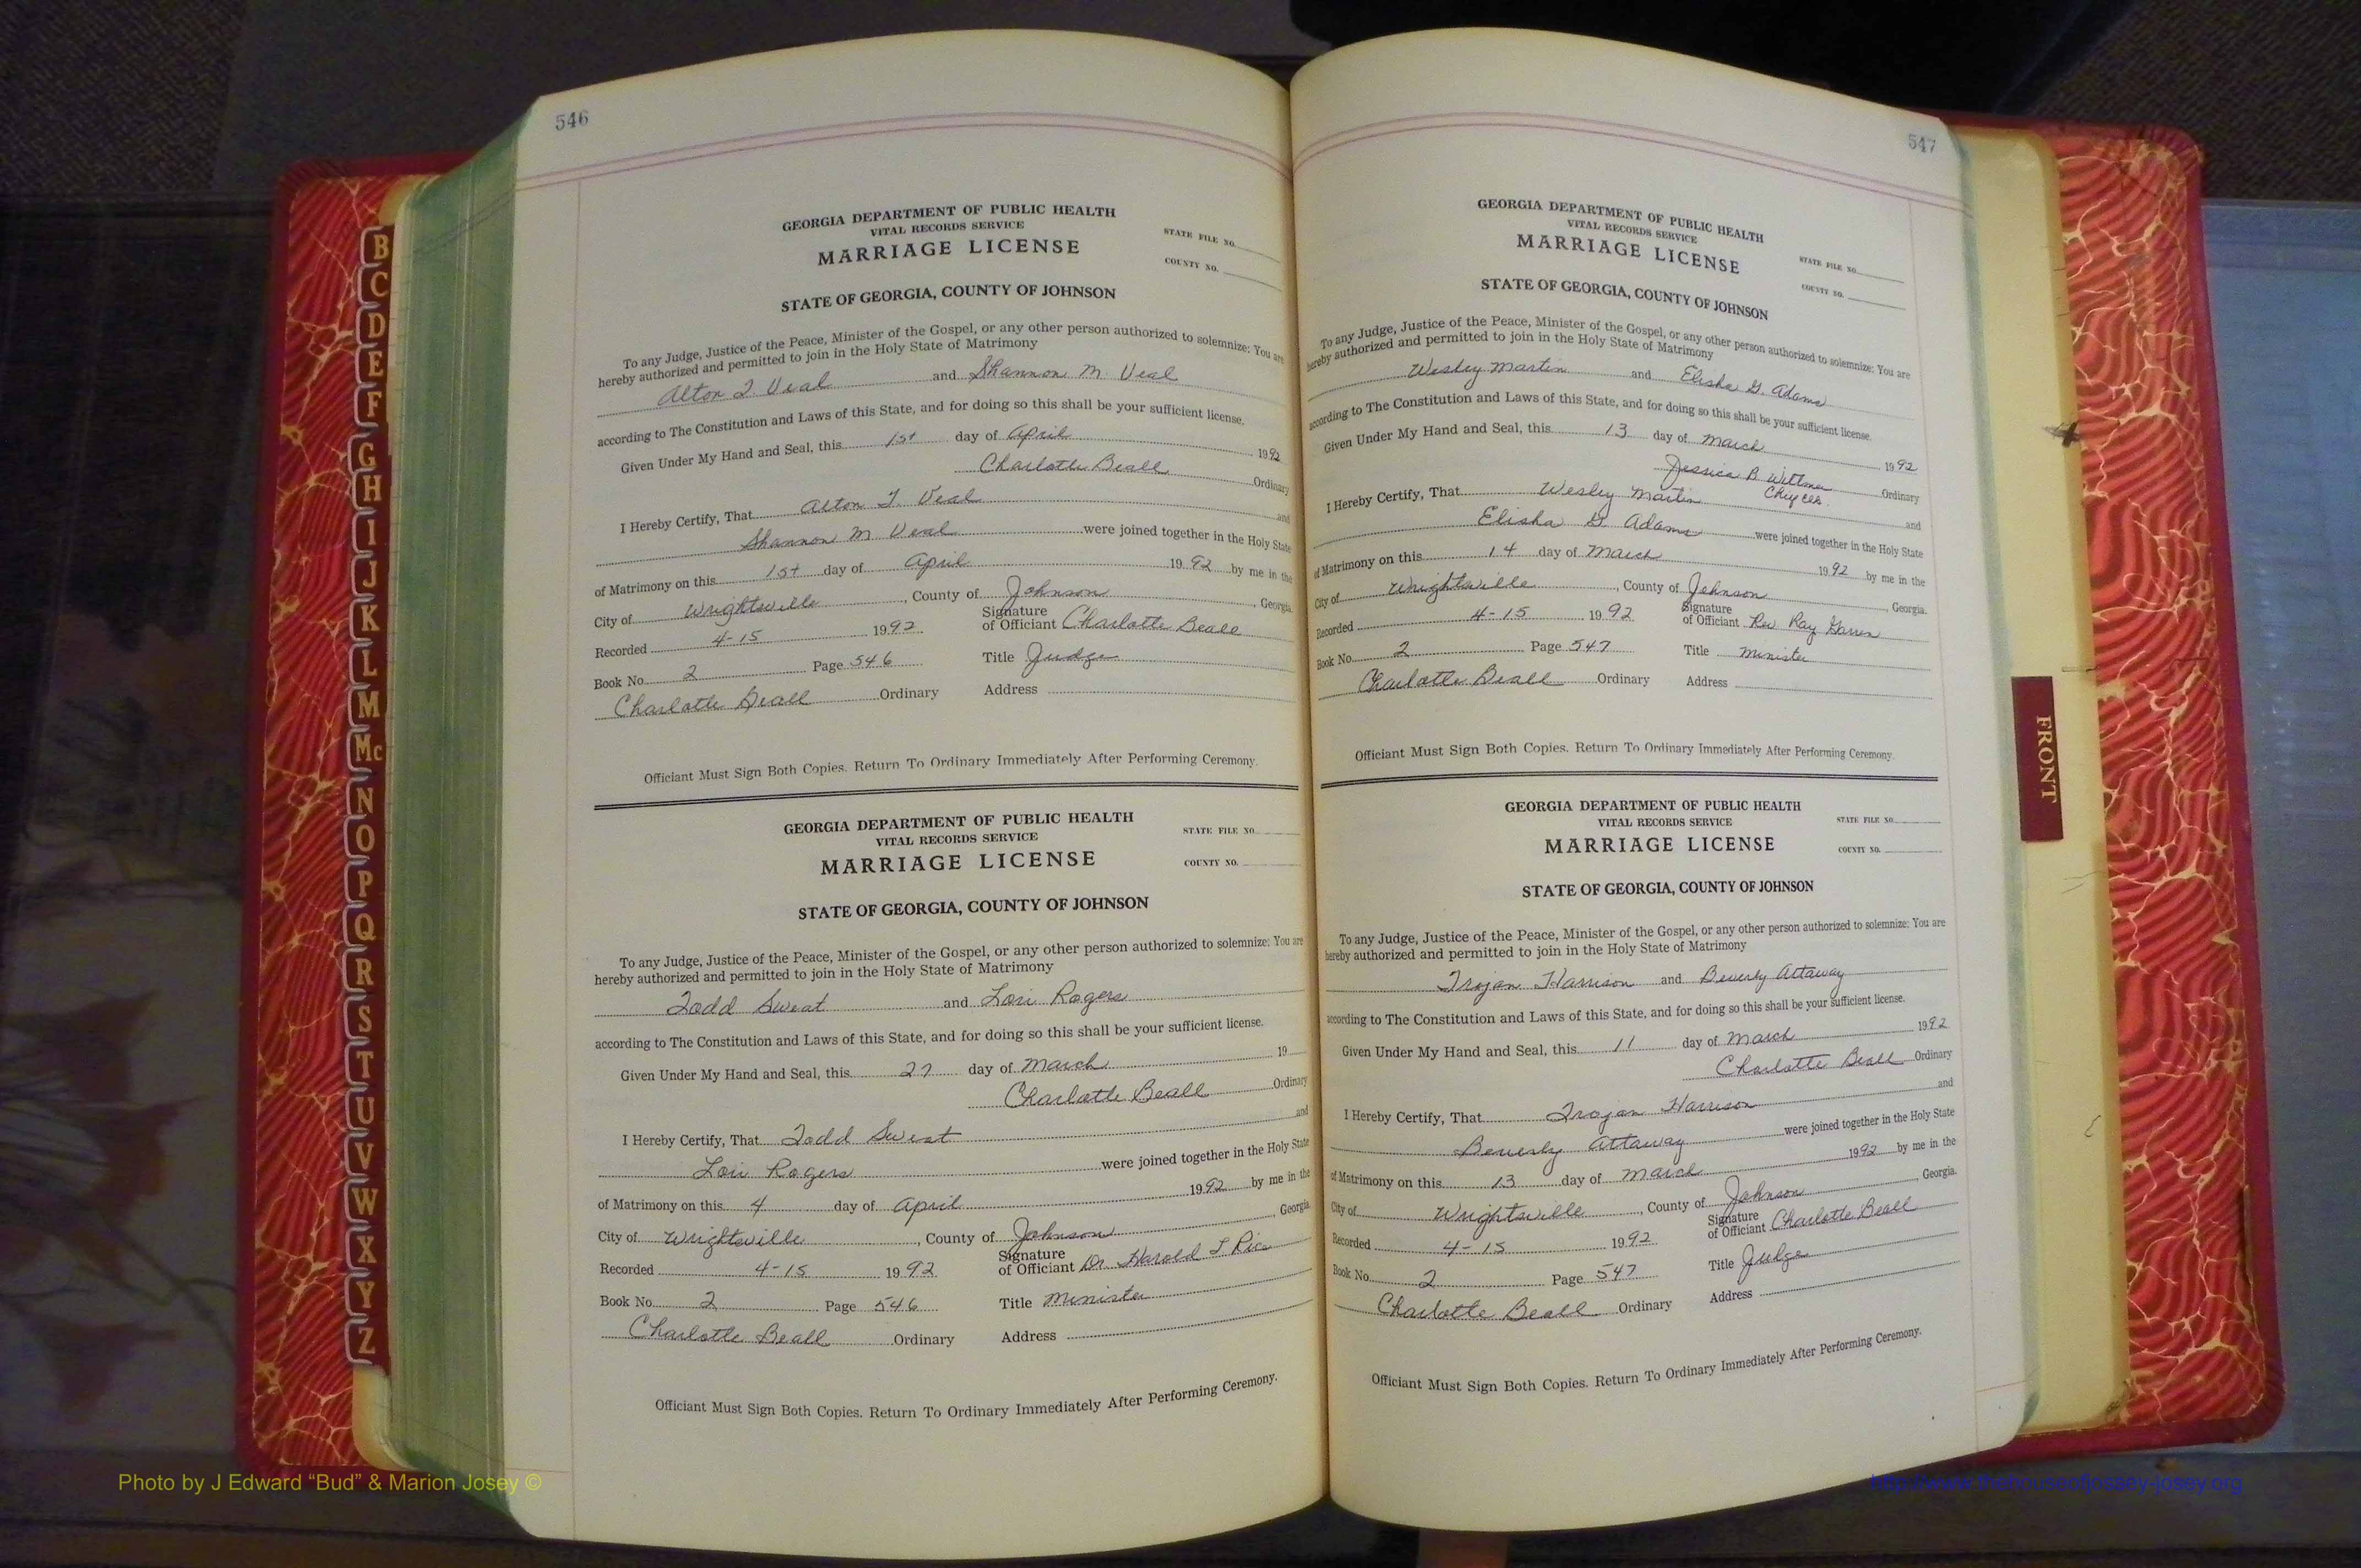 546
GEORGIA DEPARTMENT OF PUBLIC HEALTH
VITAL RECORDS SERVICE
MARRIAGE LICENSE
STATE FILE NO.
COUNTY NO.
STATE OF GEORGIA, COUNTY OF JOHNSON
To any Judge, Justice of the Peace, Minister of the Gospel, or any other person authorized to solemnize: You are
hereby authorized and permitted to join in the Holy State of Matrimony
Alton J. Veal and Shannon M. Veal
according to The Constitution and Laws of this State, and for doing so this shall be your sufficient license.
Given Under My Hand and Seal, this 1st day of April 1992
Charlotte Beall Ordinary
I Hereby Certify, That Alton J. Veal and
Shannon M. Veal were joined together in the Holy State
of Matrimony on this 1st day of April 1992 by me in the
City of Wrightsville, County of Johnson, Georgia
Recorded 4-15 1992 Signature of Officiant Charlotte Beall
Book No. 2 Page 546 Title Judge
Charlotte Beall Ordinary Address
Officiant Must Sign Both Copies. Return To Ordinary Immediately After Performing Ceremony.
GEORGIA DEPARTMENT OF PUBLIC HEALTH
VITAL RECORDS SERVICE
MARRIAGE LICENSE
STATE FILE NO.
COUNTY NO.
STATE OF GEORGIA, COUNTY OF JOHNSON
To any Judge, Justice of the Peace, Minister of the Gospel, or any other person authorized to solemnize: You are
hereby authorized and permitted to join in the Holy State of Matrimony
Todd Sweat and Lori Rogers
according to The Constitution and Laws of this State, and for doing so this shall be your sufficient license.
Given Under My Hand and Seal, this 27 day of March 19
Charlotte Beall Ordinary
I Hereby Certify, That Todd Sweat and
Lori Rogers were joined together in the Holy State
of Matrimony on this 4 day of April 1992 by me in the
City of Wrightsville, County of Johnson, Georgia
Recorded 4-15 1992 Signature of Officiant Dr Harold L Rice
Book No. 2 Page 546 Title Minister
Charlotte Beall Ordinary Address
Officiant Must Sign Both Copies. Return To Ordinary Immediately After Performing Ceremony.
547
GEORGIA DEPARTMENT OF PUBLIC HEALTH
VITAL RECORDS SERVICE
MARRIAGE LICENSE
STATE FILE NO.
COUNTY NO.
STATE OF GEORGIA, COUNTY OF JOHNSON
To any Judge, Justice of the Peace, Minister of the Gospel, or any other person authorized to solemnize: You are
hereby authorized and permitted to join in the Holy State of Matrimony
Wesley Martin and Elisha G. Adams
according to The Constitution and Laws of this State, and for doing so this shall be your sufficient license.
Given Under My Hand and Seal, this 13 day of March 1992
Jessica B Ordinary
I Hereby Certify, That Wesley Martin and
Elisha G. Adams were joined together in the Holy State
of Matrimony on this 14 day of March 1992 by me in the
City of Wrightsville, County of Johnson, Georgia.
Recorded 4-15 1992 Signature of Officiant Rev Ray
Book No. 2 Page 547 Title Minister
Charlotte Beall Ordinary Address
Officiant Must Sign Both Copies. Return To Ordinary Immediately After Performing Ceremony.
GEORGIA DEPARTMENT OF PUBLIC HEALTH
VITAL RECORDS SERVICE
MARRIAGE LICENSE
STATE FILE NO.
COUNTY NO.
STATE OF GEORGIA, COUNTY OF JOHNSON
To any Judge, Justice of the Peace, Minister of the Gospel, or any other person authorized to solemnize: You are
hereby authorized and permitted to join in the Holy State of Matrimony
Trojan Harrison and Beverly Attaway
according to The Constitution and Laws of this State, and for doing so this shall be your sufficient license.
Given Under My Hand and Seal, this 11 day of March 1992
Charlotte Beall Ordinary
I Hereby Certify, That Trojan Harrison and
Beverly Attaway were joined together in the Holy State
of Matrimony on this 13 day of March 1992 by me in the
City of Wrightsville, County of Johnson, Georgia.
Recorded 4-15 1992 Signature of Officiant Charlotte Beall
Book No. 2 Page 547 Title Judge
Charlotte Beall Ordinary Address
Officiant Must Sign Both Copies. Return To Ordinary Immediately After Performing Ceremony.
B
C
D
E
F
G
H
I
J
K
L
M
Mc
N
O
P
Q
R
S
T
U
V
W
X
Y
Z
FRONT
Photo by J Edward “Bud” & Marion Josey ©
http://www.thehouseofjossey-josey.org